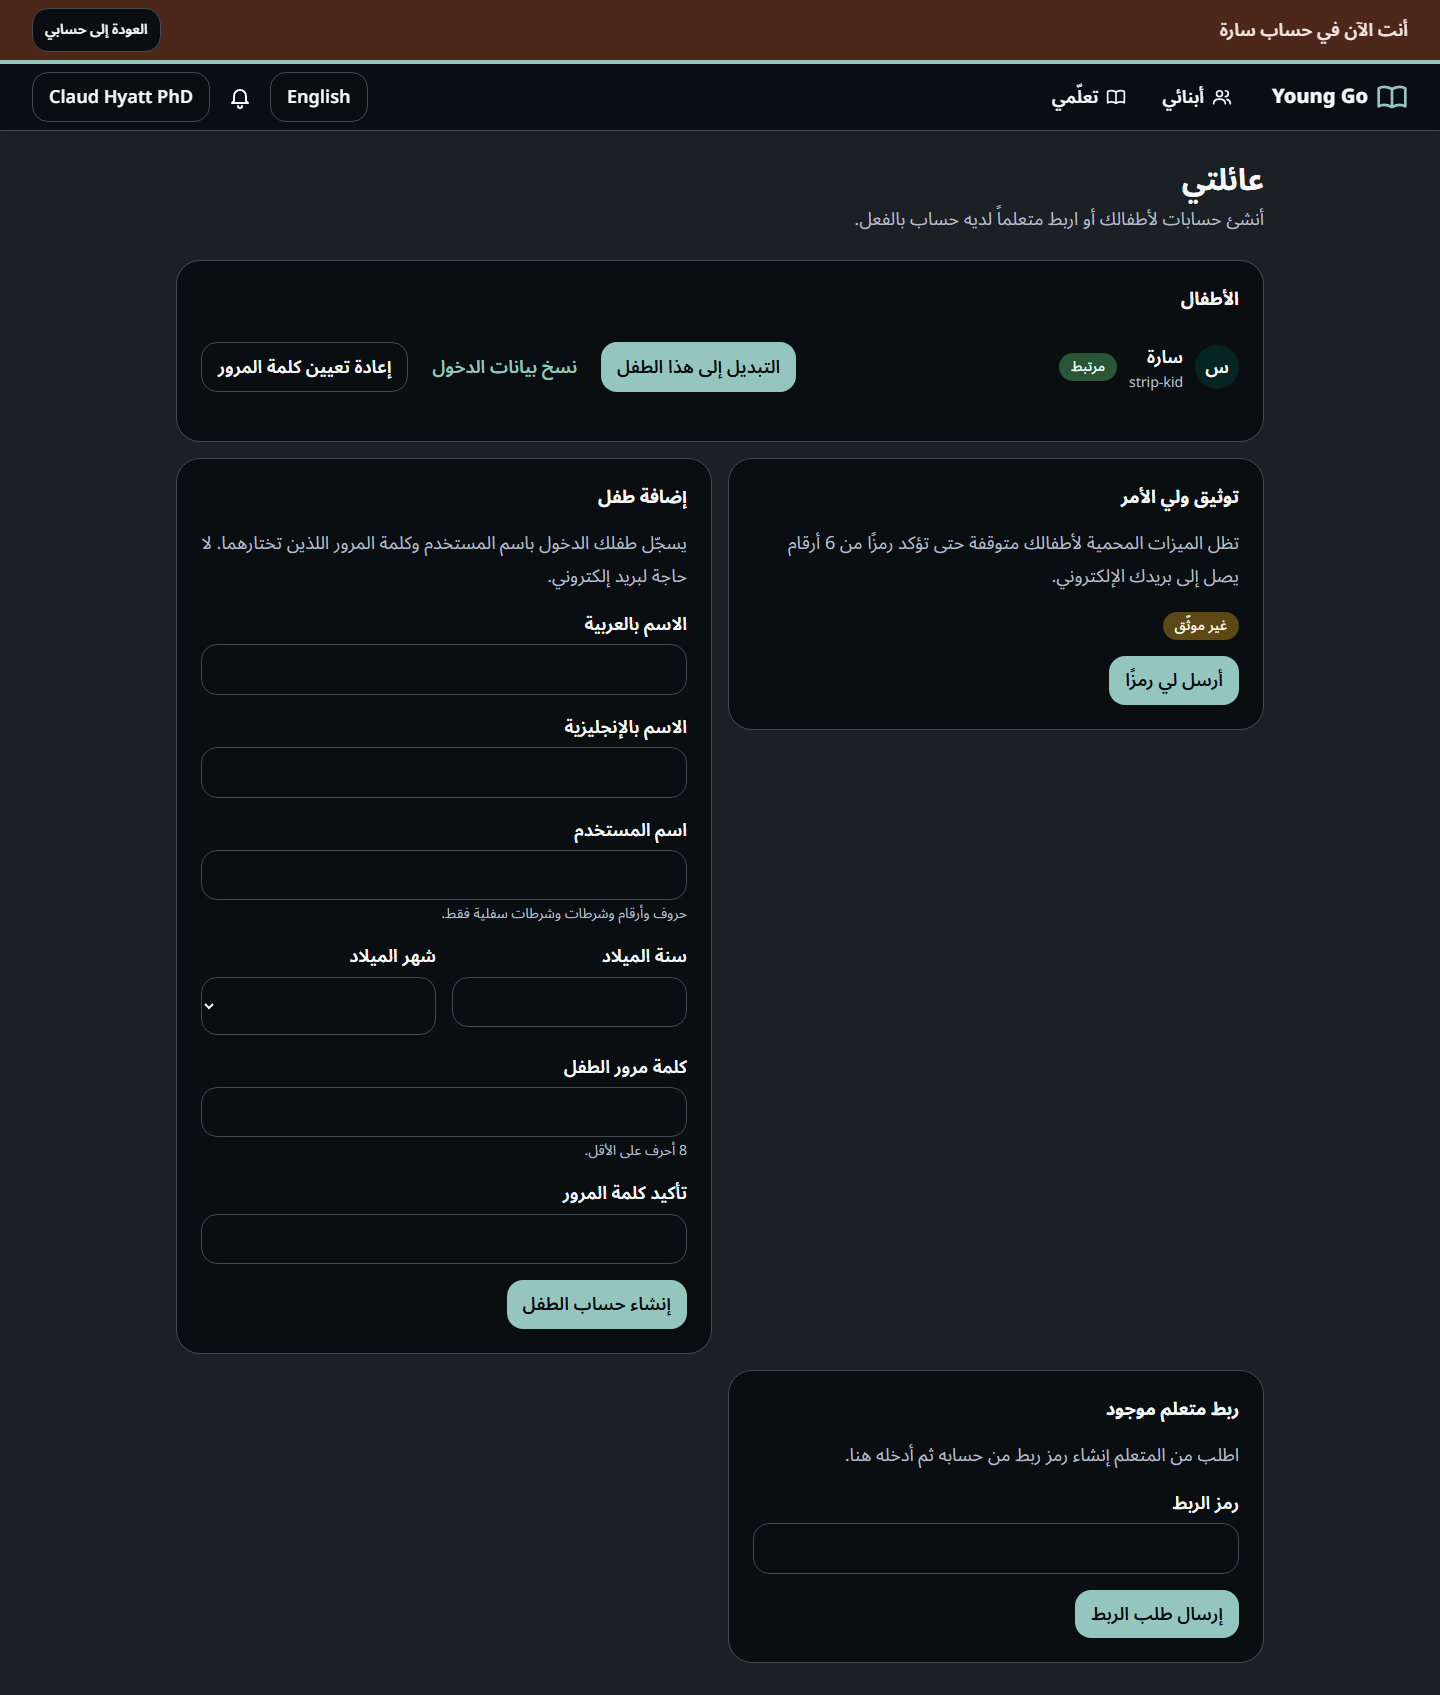 أنت الآن في حساب سارة
العودة إلى حسابي
Young Go
أبنائي
تعلّمي
English
Claud Hyatt PhD
عائلتي
أنشئ حسابات لأطفالك أو اربط متعلماً لديه حساب بالفعل.
الأطفال
س
سارة
strip-kid
مرتبط
التبديل إلى هذا الطفل
نسخ بيانات الدخول
إعادة تعيين كلمة المرور
توثيق ولي الأمر
تظل الميزات المحمية لأطفالك متوقفة حتى تؤكد رمزًا من 6 أرقام
يصل إلى بريدك الإلكتروني.
غير موثّق
أرسل لي رمزًا
إضافة طفل
يسجّل طفلك الدخول باسم المستخدم وكلمة المرور اللذين تختارهما. لا
حاجة لبريد إلكتروني.
الاسم بالعربية
الاسم بالإنجليزية
اسم المستخدم
حروف وأرقام وشرطات وشرطات سفلية فقط.
سنة الميلاد
شهر الميلاد
كلمة مرور الطفل
8 أحرف على الأقل.
تأكيد كلمة المرور
إنشاء حساب الطفل
ربط متعلم موجود
اطلب من المتعلم إنشاء رمز ربط من حسابه ثم أدخله هنا.
رمز الربط
إرسال طلب الربط